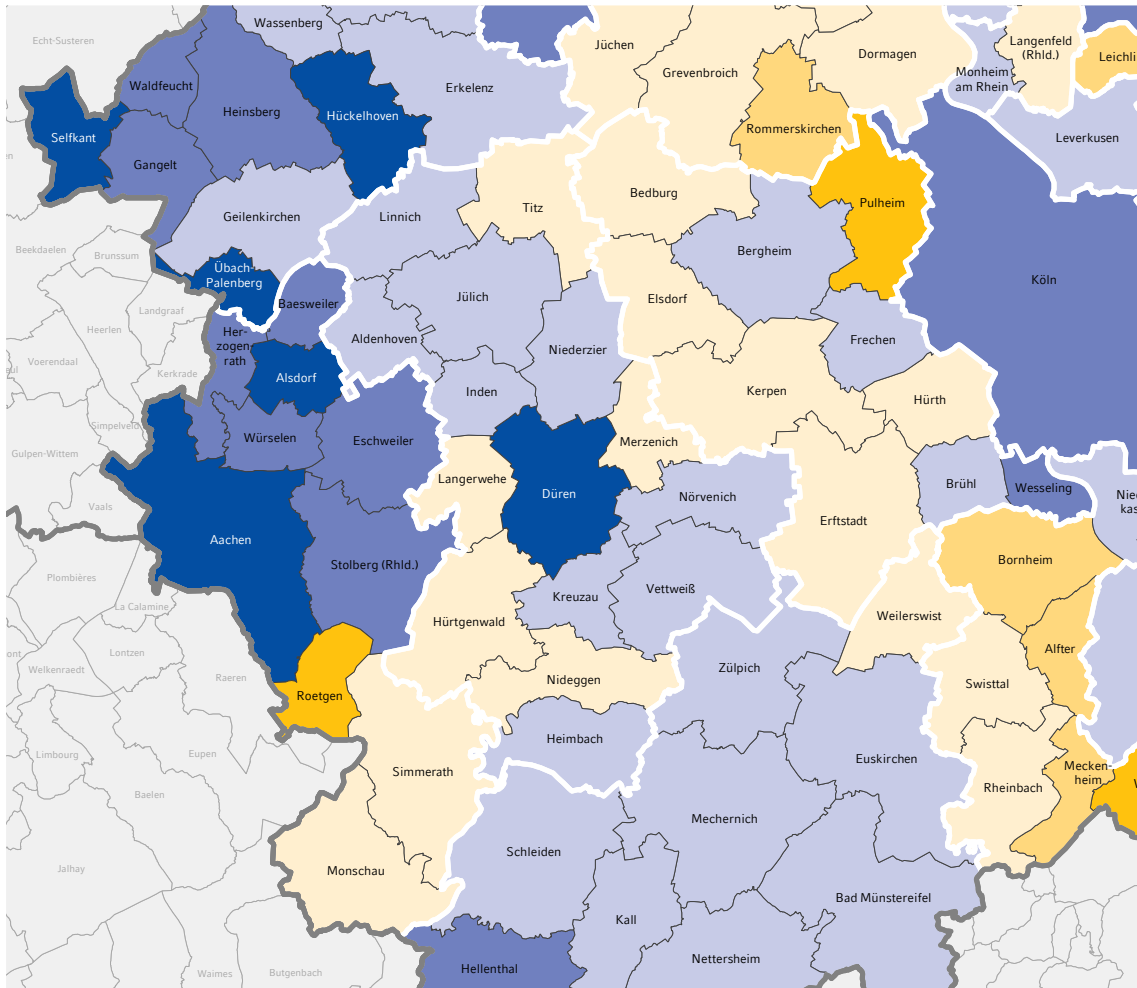 Echt-Susteren
Wassenberg
Jüchen
Dormagen
Langenfeld
(Rhld.)
Leichli
Grevenbroich
Monheim
am Rhein
Waldfeucht
Heinsberg
Hückelhoven
Erkelenz
Rommerskirchen
Leverkusen
Selfkant
Gangelt
Geilenkirchen
Linnich
Titz
Bedburg
Pulheim
Bergheim
Beekdaelen
Brunssum
Übach-
Palenberg
Baesweiler
Jülich
Elsdorf
Köln
Landgraaf
Heerlen
Her-
zogen-
rath
Aldenhoven
Niederzier
Frechen
Voerendaal
aul
Kerkrade
Alsdorf
Inden
Kerpen
Hürth
Simpelveld
Würselen
Eschweiler
Merzenich
Gulpen-Wittem
Langerwehe
Düren
Nörvenich
Brühl
Wesseling
Nied
kas
Vaals
Aachen
Erftstadt
Stolberg (Rhld.)
Bornheim
Plombières
La Calamine
Kreuzau
Vettweiß
Weilerswist
Hürtgenwald
Alfter
ont
Lontzen
Welkenraedt
Raeren
Roetgen
Nideggen
Zülpich
Swisttal
Limbourg
Eupen
Heimbach
Euskirchen
Simmerath
Mecken-
heim
Rheinbach
W
Baelen
Mechernich
Schleiden
Jalhay
Monschau
Bad Münstereifel
Kall
Waimes
Butgenbach
Hellenthal
Nettersheim